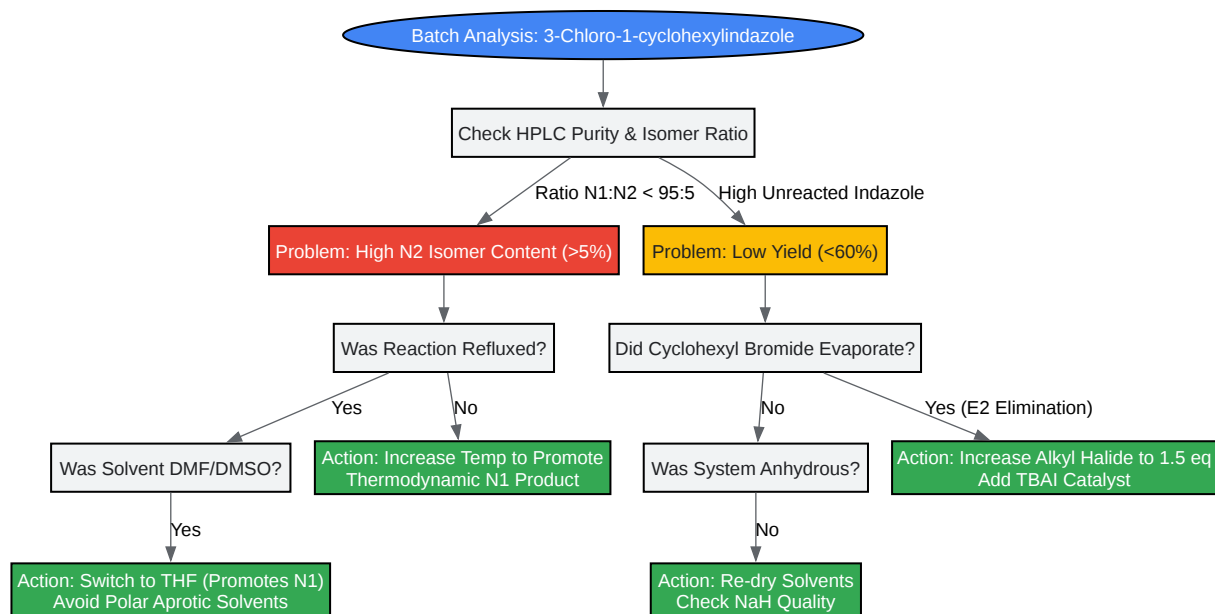 Batch Analysis: 3-Chloro-1-cyclohexylindazole
Check HPLC Purity & Isomer Ratio
Ratio N1:N2 < 95:5
High Unreacted Indazole
Problem: High N2 Isomer Content (>5%)
Problem: Low Yield (<60%)
Was Reaction Refluxed?
Did Cyclohexyl Bromide Evaporate?
Yes
No
No
Yes (E2 Elimination)
Was Solvent DMF/DMSO?
Action: Increase Temp to Promote
Thermodynamic N1 Product
Was System Anhydrous?
Action: Increase Alkyl Halide to 1.5 eq
Add TBAI Catalyst
Yes
No
Action: Switch to THF (Promotes N1)
Avoid Polar Aprotic Solvents
Action: Re-dry Solvents
Check NaH Quality